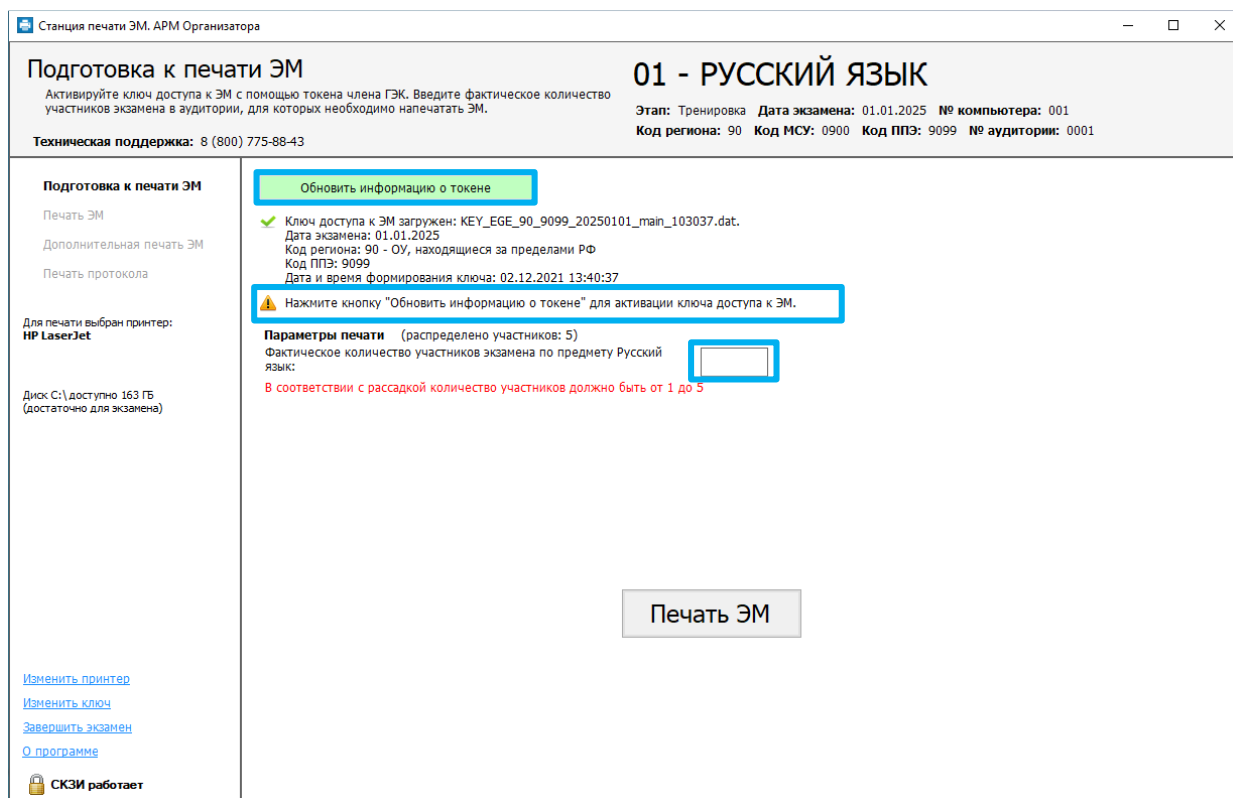 Станция печати ЭМ. АРМ Организатора
Подготовка к печати ЭМ
Активируйте ключ доступа к ЭМ с помощью токена члена ГЭК. Введите фактическое количество
участников экзамена в аудитории, для которых необходимо напечатать ЭМ.
Техническая поддержка: 8 (800) 775-88-43
01 - РУССКИЙ ЯЗЫК
Этап: Тренировка Дата экзамена: 01.01.2025 № компьютера: 001
Код региона: 90 Код МСУ: 0900 Код ППЭ: 9099 № аудитории: 0001
Подготовка к печати ЭМ
Печать ЭМ
Дополнительная печать ЭМ
Печать протокола
Для печати выбран принтер:
HP LaserJet
Диск C:\ доступно 163 ГБ
(достаточно для экзамена)
Изменить принтер
Изменить ключ
Завершить экзамен
О программе
СКЗИ работает
Обновить информацию о токене
Ключ доступа к ЭМ загружен: KEY_EGE_90_9099_20250101_main_103037.dat.
Дата экзамена: 01.01.2025
Код региона: 90 - ОУ, находящиеся за пределами РФ
Код ППЭ: 9099
Дата и время формирования ключа: 02.12.2021 13:40:37
Нажмите кнопку "Обновить информацию о токене" для активации ключа доступа к ЭМ.
Параметры печати (распределено участников: 5)
Фактическое количество участников экзамена по предмету Русский
язык:
В соответствии с рассадкой количество участников должно быть от 1 до 5
Печать ЭМ